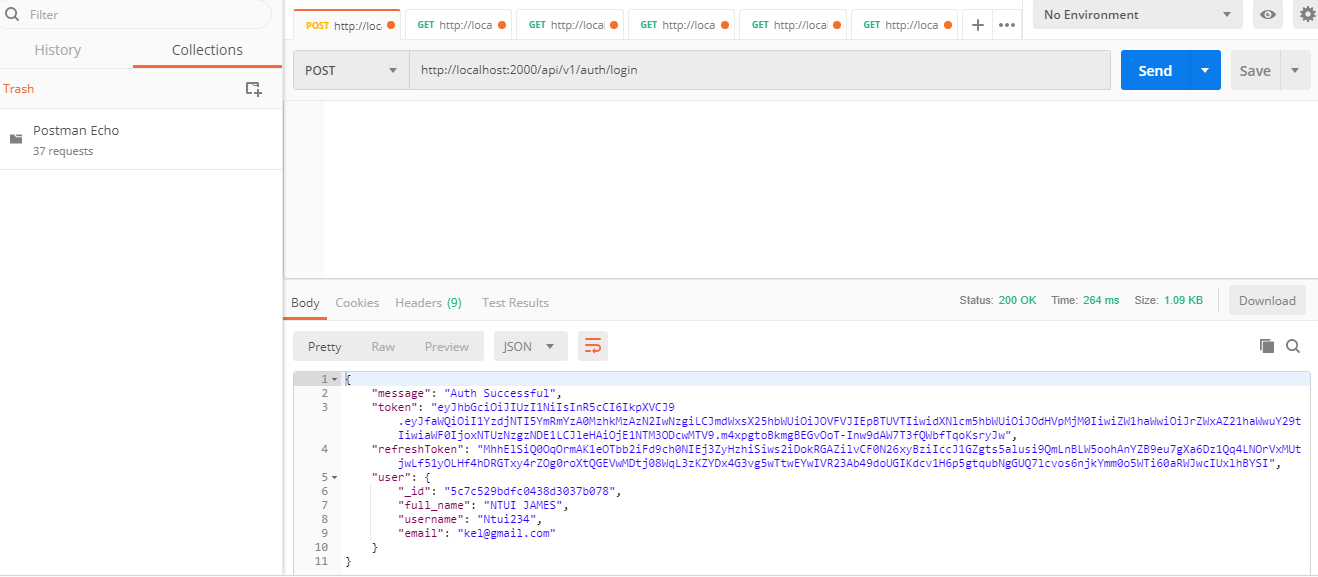 Filter
History Collections
Trash
Postman Echo
37 requests
POST http://loc GET http://loca GET http://local GET http://loca GET http://local GET http://loca
No Environment
POST http://localhost:2000/api/v1/auth/login Send Save
Body Cookies Headers (9) Test Results Status: 200 OK Time: 264 ms Size: 1.09 KB Download
Pretty Raw Preview JSON
1 {
2 "message": "Auth Successful",
3 "token": "eyJhbGciOiJIUzI1NiIsInR5cCI6IkpXVCJ9
.eyJfaWQiOiI1YzdjNTI5YmRmYzA0MzhkMzAzN2IwNzgiLCJmdWxsX25hbWUiOiJOVFVJIEpBTUVTIiwidXNlcm5hbWUiOiJOdHVpMjM0IiwiZW1haWwiOiJrZWxAZ21haWwuY29t
IiwiaWF0IjoxNTUzNzgzNDE1LCJleHAiOjE1NTM3ODcwMTV9.m4xpgtoBkmgBEGvOoT-Inw9dAW7T3fQWbfTqoKsryJw",
4 "refreshToken": "MhhElSiQ0OqOrmAK1eOTbb2iFd9ch0NIEj3ZyHzhiSiws2iDokRGAZilvCF0N26xyBziIccJ1GZgts5alusi9QmLnBLW5oohAnYZB9eu7gXa6Dz1Qq4LNOrVxMUt
jwLf51yOLHf4hDRGTxy4rZOg0roXtQGEVwMDtj08WqL3zKZYDx4G3vg5wTtwEYwIVR23Ab49doUGIKdcv1H6p5gtqubNgGUQ7lcvos6njkYmm0o5WTi60aRWJwcIUxlhBYSI",
5 "user": {
6 "_id": "5c7c529bdfc0438d3037b078",
7 "full_name": "NTUI JAMES",
8 "username": "Ntui234",
9 "email": "kel@gmail.com"
10 }
11 }